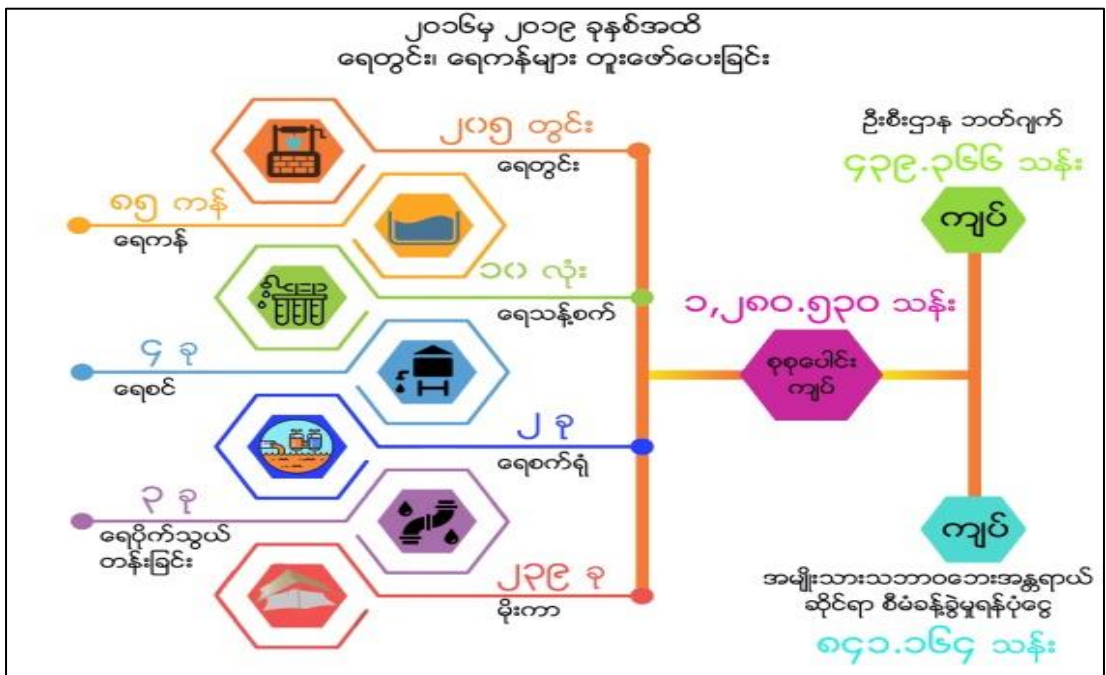 ၂၀၁၆မှ ၂၀၁၉ ခုနှစ်အထိ
ရေတွင်း၊ ရေကန်များ တူးဖော်ပေးခြင်း
၂၀၅ တွင်း
ရေတွင်း
၈၅ ကန်
ရေကန်
၁၀ လုံး
ရေသန့်စက်
၄ ခု
ရေစင်
၂ ခု
ရေစက်ရုံ
၃ ခု
ရေပိုက်သွယ်
တန်းခြင်း
၂၃၉ ခု
မိုးကာ
၁,၂၈၀.၅၃၀ သန်း
စုစုပေါင်း
ကျပ်
ဦးစီးဌာန ဘတ်ဂျက်
၄၃၉.၃၆၆ သန်း
ကျပ်
ကျပ်
အမျိုးသားသဘာဝဘေးအန္တရာယ်
ဆိုင်ရာ စီမံခန့်ခွဲမှုရန်ပုံငွေ
၈၄၁.၁၆၄ သန်း